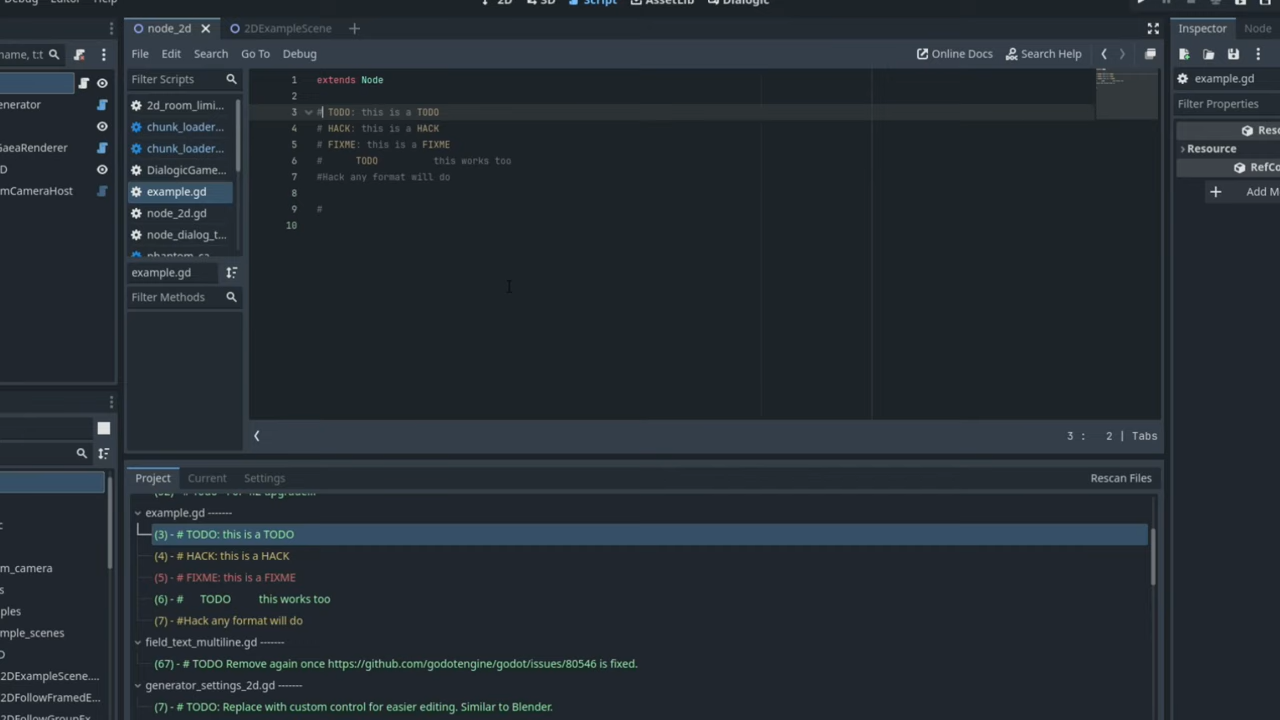 Debug Editor Help
2D 3D Script AssetLib Dialogic
node_2d 2DExampleScene
Inspector Node
name, t:t
File Edit Search Go To Debug Online Docs Search Help
Filter Scripts
2d_room_limi...
chunk_loader...
chunk_loader...
DialogicGame...
example.gd
node_2d.gd
node_dialog_t...
phantom_ca...
example.gd
Filter Methods
enerator
GaeaRenderer
D
mCameraHost
1 extends Node
2
3 # TODO: this is a TODO
4 # HACK: this is a HACK
5 # FIXME: this is a FIXME
6 # TODO this works too
7 #Hack any format will do
8
9 #
10
3 : 2 | Tabs
example.gd
Filter Properties
Reso
Resource
RefCo
Add M
Project Current Settings Rescan Files
example.gd -------
(3) - # TODO: this is a TODO
(4) - # HACK: this is a HACK
(5) - # FIXME: this is a FIXME
(6) - # TODO this works too
(7) - #Hack any format will do
field_text_multiline.gd -------
(67) - # TODO Remove again once https://github.com/godotengine/godot/issues/80546 is fixed.
generator_settings_2d.gd -------
(7) - # TODO: Replace with custom control for easier editing. Similar to Blender.
c
m_camera
s
ples
mple_scenes
D
2DExampleScene....
2DFollowFramedE...
2DFollowGroupEx